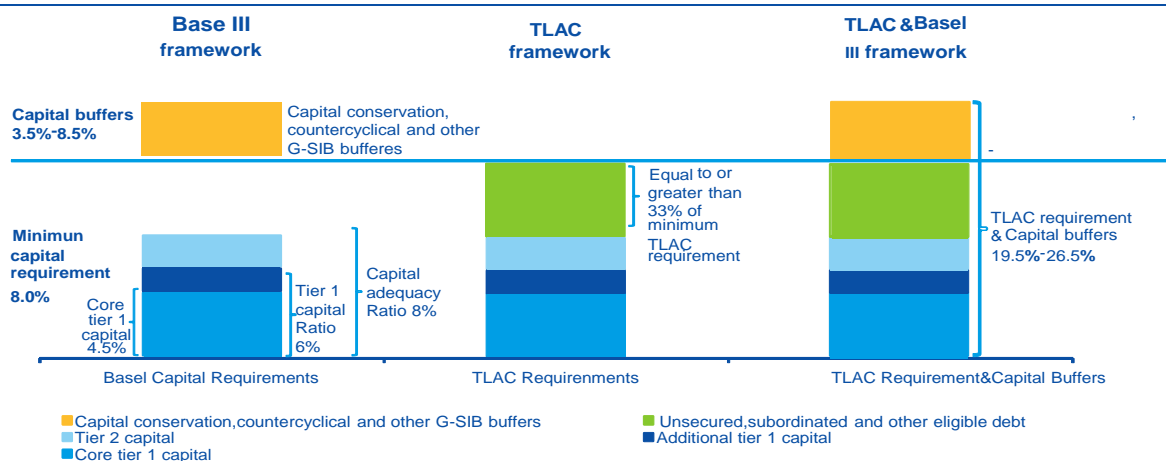 Base III
framework
TLAC
framework
TLAC &Basel
III framework
Capital buffers
3.5%-8.5%
Capital conservation,
countercyclical and other
G-SIB bufferes
,
-
Equal to or
greater than
33% of
minimum
TLAC
requirement
TLAC requirement
& Capital buffers
19.5%-26.5%
Minimun
capital
requirement
8.0%
Core
tier 1
capital
4.5%
Tier 1
capital
Ratio
6%
Capital
adequacy
Ratio 8%
Basel Capital Requirements
TLAC Requirenments
TLAC Requirement&Capital Buffers
Capital conservation,countercyclical and other G-SIB buffers
Unsecured,subordinated and other eligible debt
Tier 2 capital
Additional tier 1 capital
Core tier 1 capital